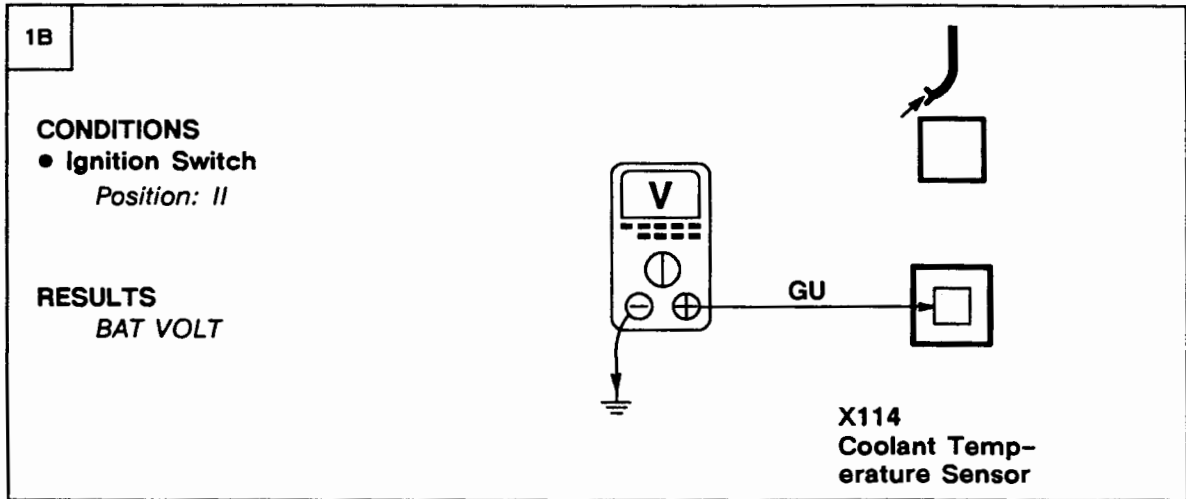 1B
CONDITIONS
● Ignition Switch
Position: II
RESULTS
BAT VOLT
V
GU
X114
Coolant Temp-
erature Sensor